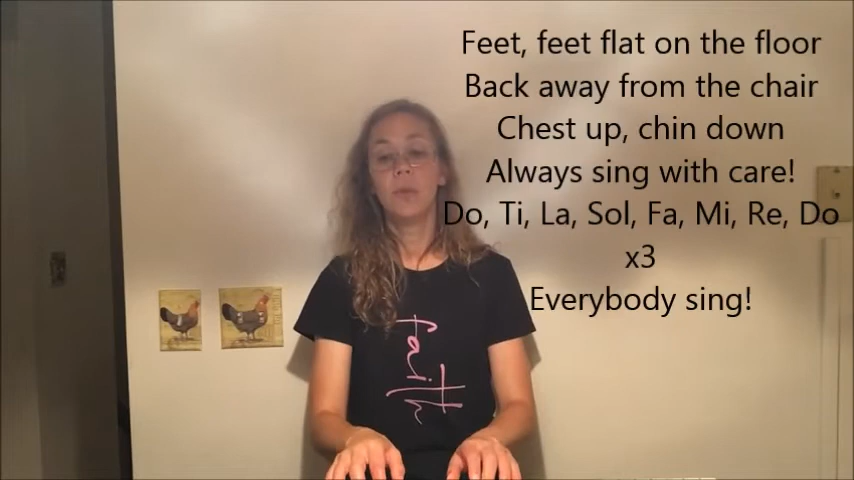 Feet, feet flat on the floor
Back away from the chair
Chest up, chin down
Always sing with care!
Do, Ti, La, Sol, Fa, Mi, Re, Do
x3
Everybody sing!
faith